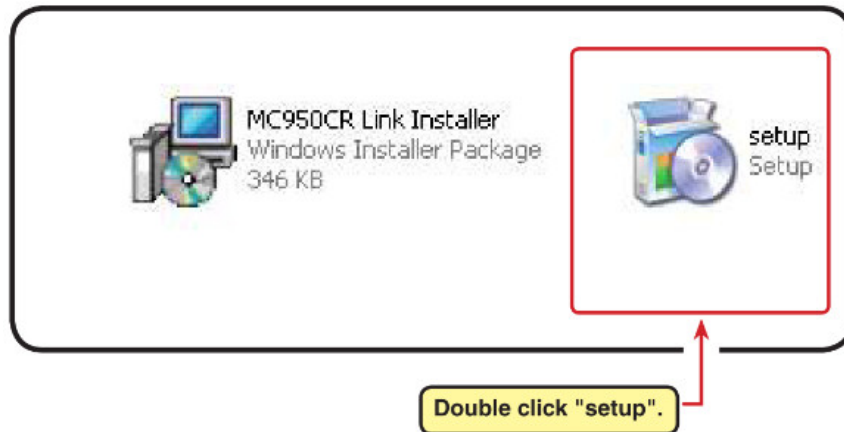 MC950CR Link Installer
Windows Installer Package
346 KB
setup
Setup
Double click "setup".